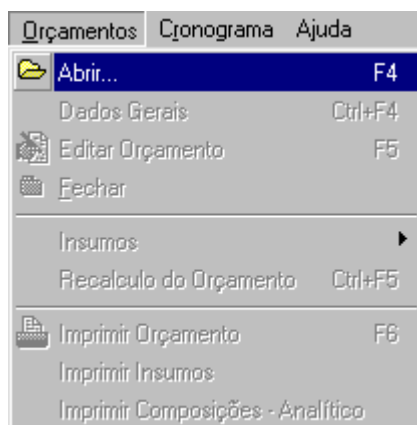 Orçamentos Cronograma Ajuda
Abrir... F4
Dados Gerais Ctrl+F4
Editar Orçamento F5
Fechar
Insumos
Recalculo do Orçamento Ctrl+F5
Imprimir Orçamento F6
Imprimir Insumos
Imprimir Composições - Analítico